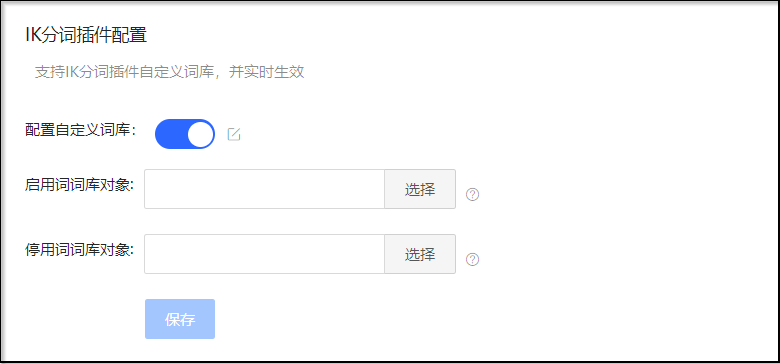 IK分词插件配置
支持IK分词插件自定义词库，并实时生效
配置自定义词库：
启用词词库对象: 选择
停用词词库对象: 选择
保存